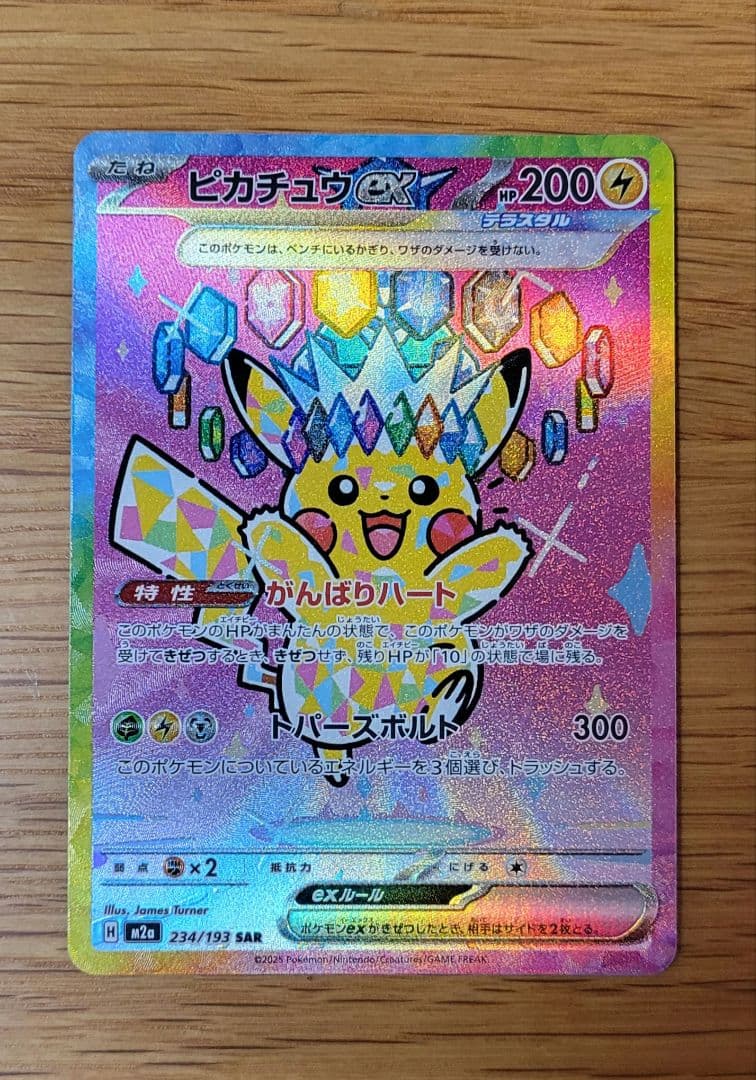 たね ピカチュウex HP200
テラスタル
このポケモンは、ベンチにいるかぎり、ワザのダメージを受けない。
特性 とくせい がんばりハート
このポケモンのHPがまんたんの状態で、このポケモンがワザのダメージを
受けてきぜつするとき、きぜつせず、残りHPが「10」の状態で場に残る。
トパーズボルト 300
このポケモンについているエネルギーを3個選び、トラッシュする。
弱点 ×2 抵抗力 にげる
exルール
ポケモンexがきぜつしたとき、相手はサイドを2枚とる。
Illus. James Turner
H m2a 234/193 SAR
©2025 Pokémon/Nintendo/Creatures/GAME FREAK.